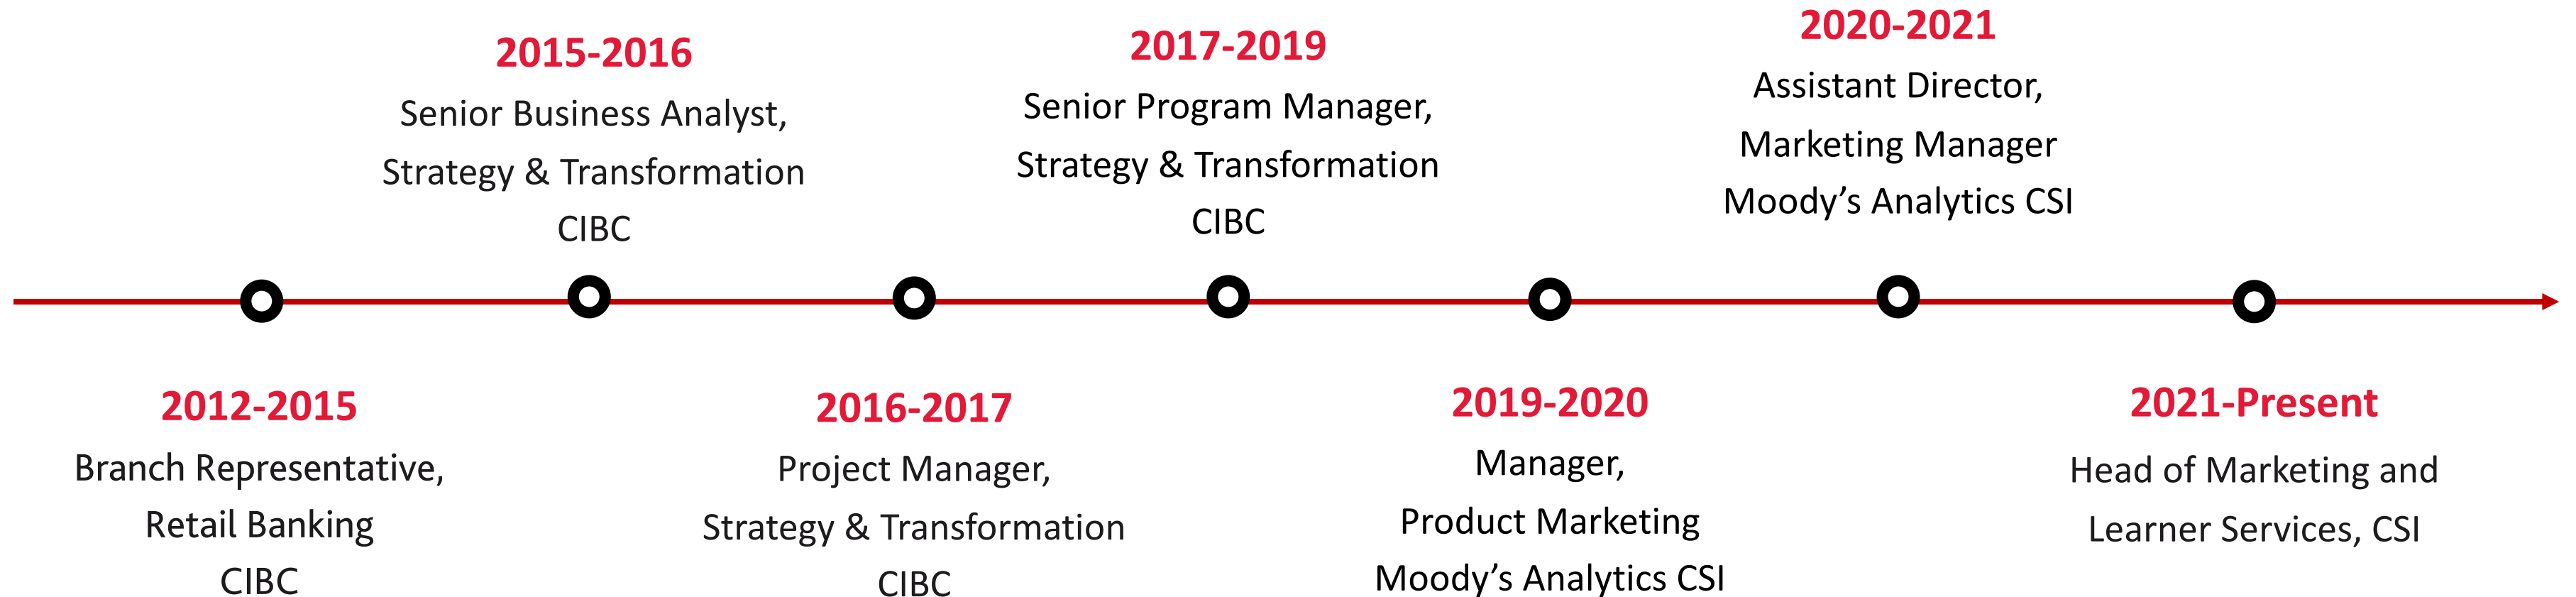 2012-2015
Branch Representative,
Retail Banking
CIBC
2015-2016
Senior Business Analyst,
Strategy & Transformation
CIBC
2016-2017
Project Manager,
Strategy & Transformation
CIBC
2017-2019
Senior Program Manager,
Strategy & Transformation
CIBC
2019-2020
Manager,
Product Marketing
Moody’s Analytics CSI
2020-2021
Assistant Director,
Marketing Manager
Moody’s Analytics CSI
2021-Present
Head of Marketing and
Learner Services, CSI